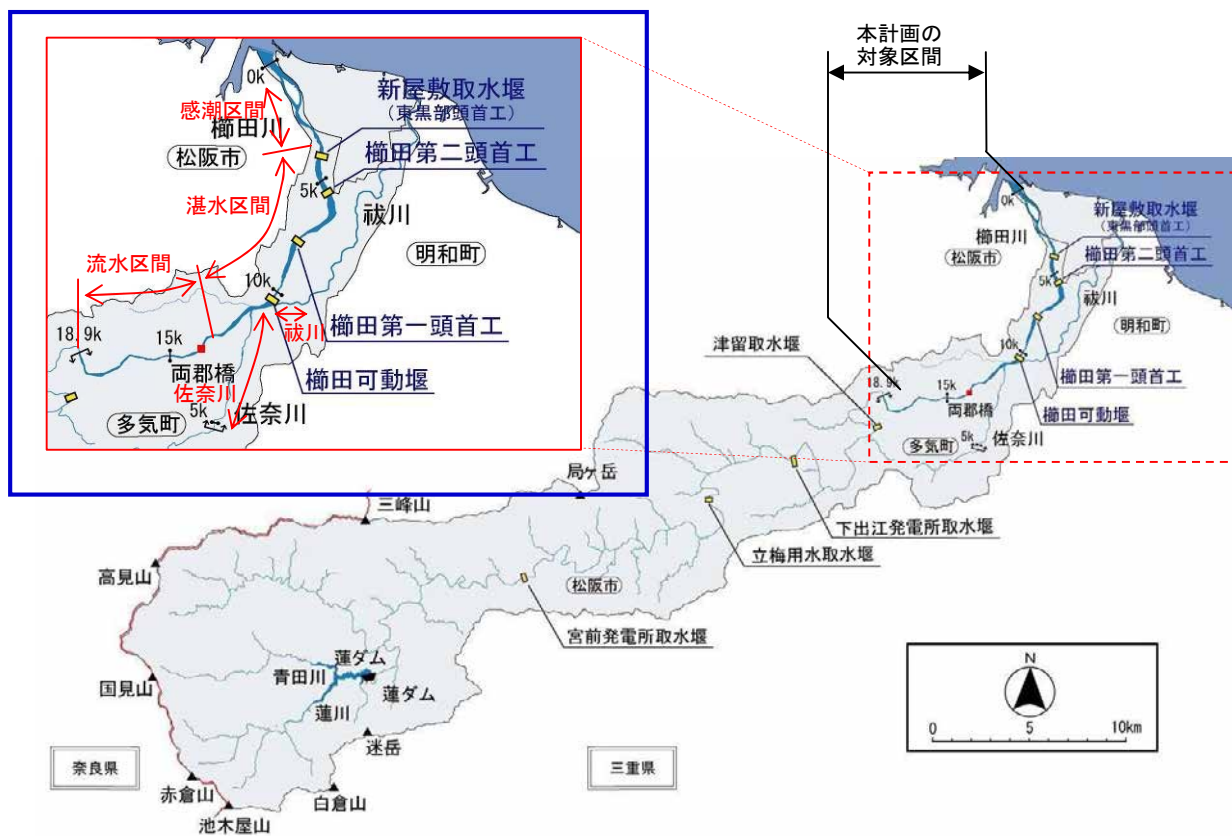 本計画の
対象区間
0k
感潮区間
櫛田川
松阪市
新屋敷取水堰
(東黒部頭首工)
櫛田第二頭首工
5k
湛水区間
祓川
明和町
流水区間
10k
祓川
櫛田第一頭首工
18.9k
15k
両郡橋
佐奈川
櫛田可動堰
多気町
5k
佐奈川
0k
新屋敷取水堰
(東黒部頭首工)
櫛田川
松阪市
櫛田第二頭首工
5k
祓川
明和町
津留取水堰
10k
櫛田第一頭首工
18.9k
15k
両郡橋
櫛田可動堰
多気町
5k
佐奈川
局ケ岳
三峰山
下出江発電所取水堰
立梅用水取水堰
高見山
松阪市
宮前発電所取水堰
蓮ダム
青田川
蓮ダム
国見山
蓮川
迷岳
奈良県
三重県
赤倉山
白倉山
池木屋山
N
0
5
10km